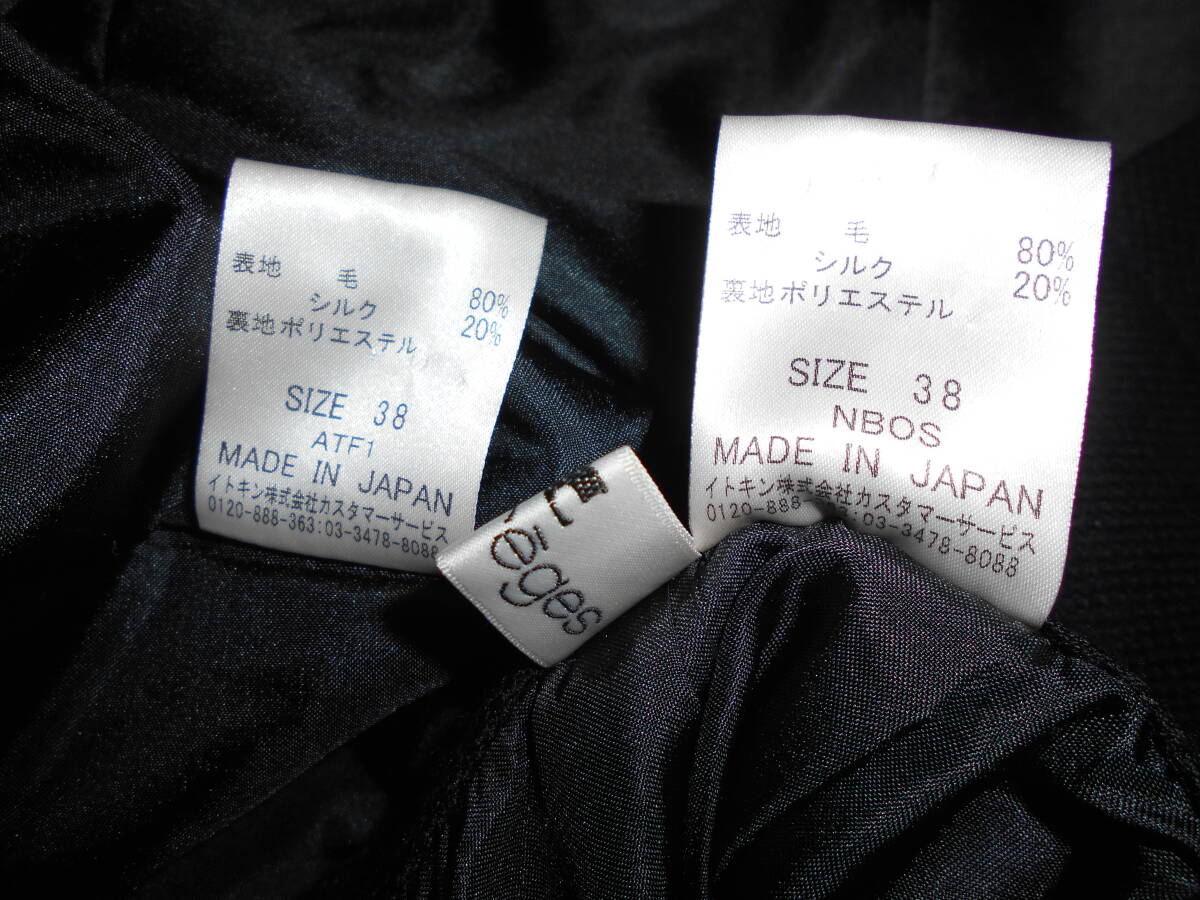 表地 毛 80%
シルク 20%
裏地ポリエステル
SIZE 38
ATF1
MADE IN JAPAN
イトキン株式会社カスタマーサービス
0120-888-363:03-3478-8088
éges
表地 毛 80%
シルク 20%
裏地ポリエステル
SIZE 38
NBOS
MADE IN JAPAN
イトキン株式会社カスタマーサービス
:03-3478-8088